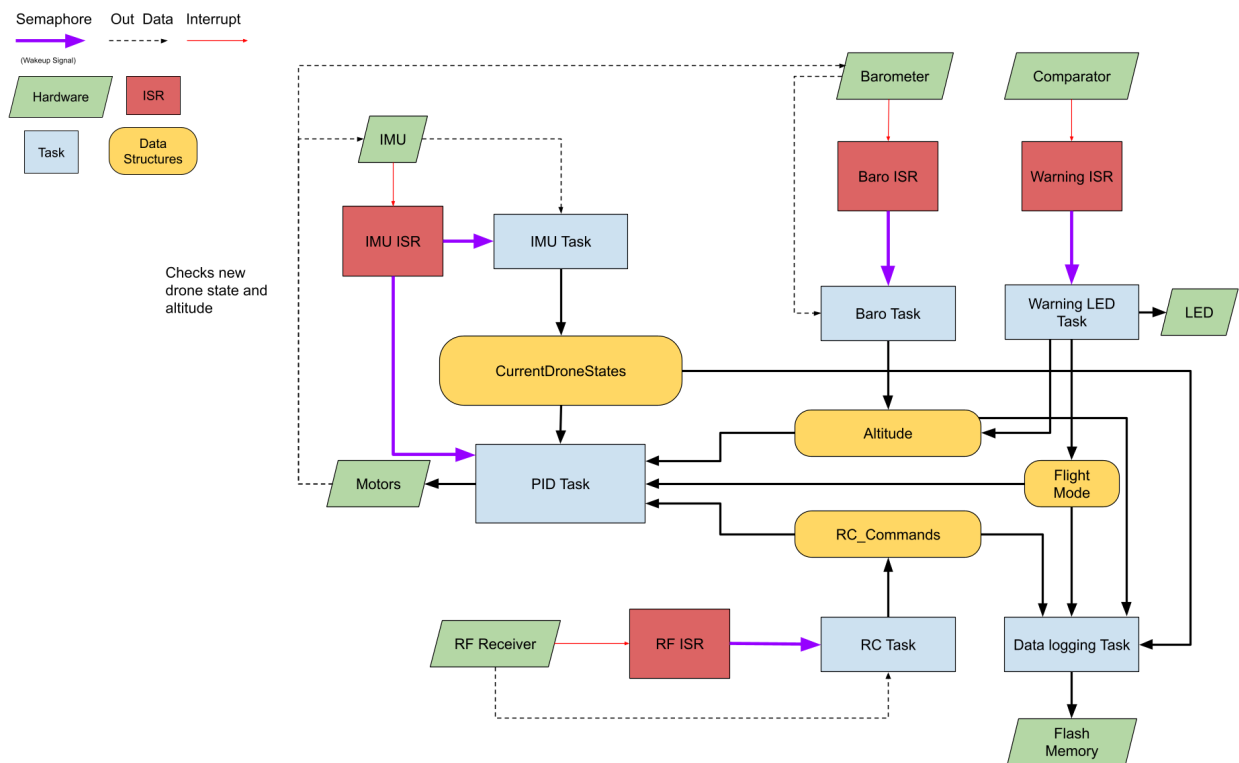 Semaphore
Out Data
Interrupt
(Wakeup Signal)
Hardware
ISR
Task
Data
Structures
Barometer
Comparator
IMU
Baro ISR
Warning ISR
IMU ISR
IMU Task
Checks new
drone state and
altitude
Baro Task
Warning LED
Task
LED
CurrentDroneStates
Altitude
Motors
PID Task
Flight
Mode
RC_Commands
RF Receiver
RF ISR
RC Task
Data logging Task
Flash
Memory